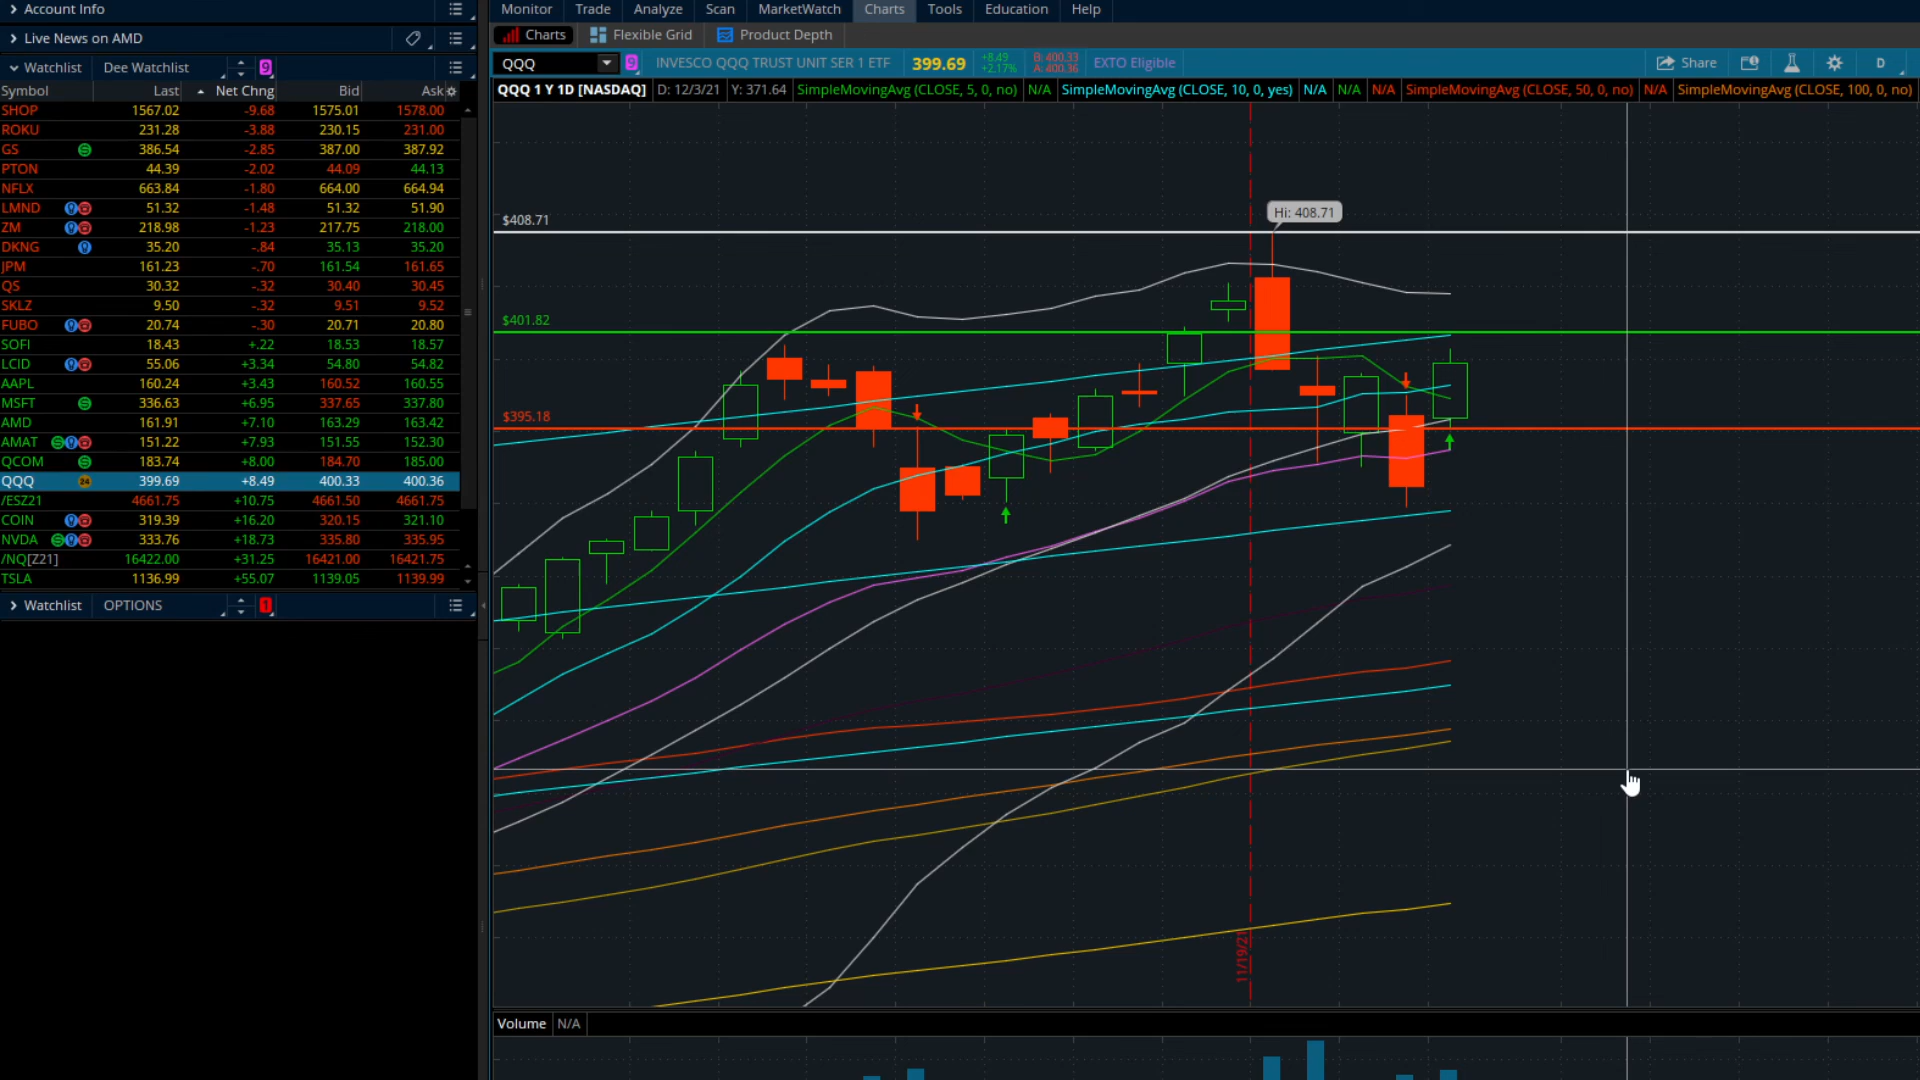 Account Info
Live News on AMD
Watchlist Dee Watchlist 9
Symbol Last Net Chng Bid Ask
SHOP 1567.02 -9.68 1575.01 1578.00
ROKU 231.28 -3.88 230.15 231.00
GS 386.54 -2.85 387.00 387.92
PTON 44.39 -2.02 44.09 44.13
NFLX 663.84 -1.80 664.00 664.94
LMND 51.32 -1.48 51.32 51.90
ZM 218.98 -1.23 217.75 218.00
DKNG 35.20 -.84 35.13 35.20
JPM 161.23 -.70 161.54 161.65
QS 30.32 -.32 30.40 30.45
SKLZ 9.50 -.32 9.51 9.52
FUBO 20.74 -.30 20.71 20.80
SOFI 18.43 +.22 18.53 18.57
LCID 55.06 +3.34 54.80 54.82
AAPL 160.24 +3.43 160.52 160.55
MSFT 336.63 +6.95 337.65 337.80
AMD 161.91 +7.10 163.29 163.42
AMAT 151.22 +7.93 151.55 152.30
QCOM 183.74 +8.00 184.70 185.00
QQQ 24 399.69 +8.49 400.33 400.36
/ESZ21 4661.75 +10.75 4661.50 4661.75
COIN 319.39 +16.20 320.15 321.10
NVDA 333.76 +18.73 335.80 335.95
/NQ[Z21] 16422.00 +31.25 16421.00 16421.75
TSLA 1136.99 +55.07 1139.05 1139.99
Watchlist OPTIONS 1
Monitor Trade Analyze Scan MarketWatch Charts Tools Education Help
Charts Flexible Grid Product Depth
QQQ 9 INVESCO QQQ TRUST UNIT SER 1 ETF 399.69 +8.49 +2.17% B: 400.33 A: 400.36 EXTO Eligible Share D
QQQ 1 Y 1D [NASDAQ] D: 12/3/21 Y: 371.64 SimpleMovingAvg (CLOSE, 5, 0, no) N/A SimpleMovingAvg (CLOSE, 10, 0, yes) N/A N/A N/A SimpleMovingAvg (CLOSE, 50, 0, no) N/A SimpleMovingAvg (CLOSE, 100, 0, no)
Hi: 408.71
$408.71
$401.82
$395.18
11/19/21
Volume N/A